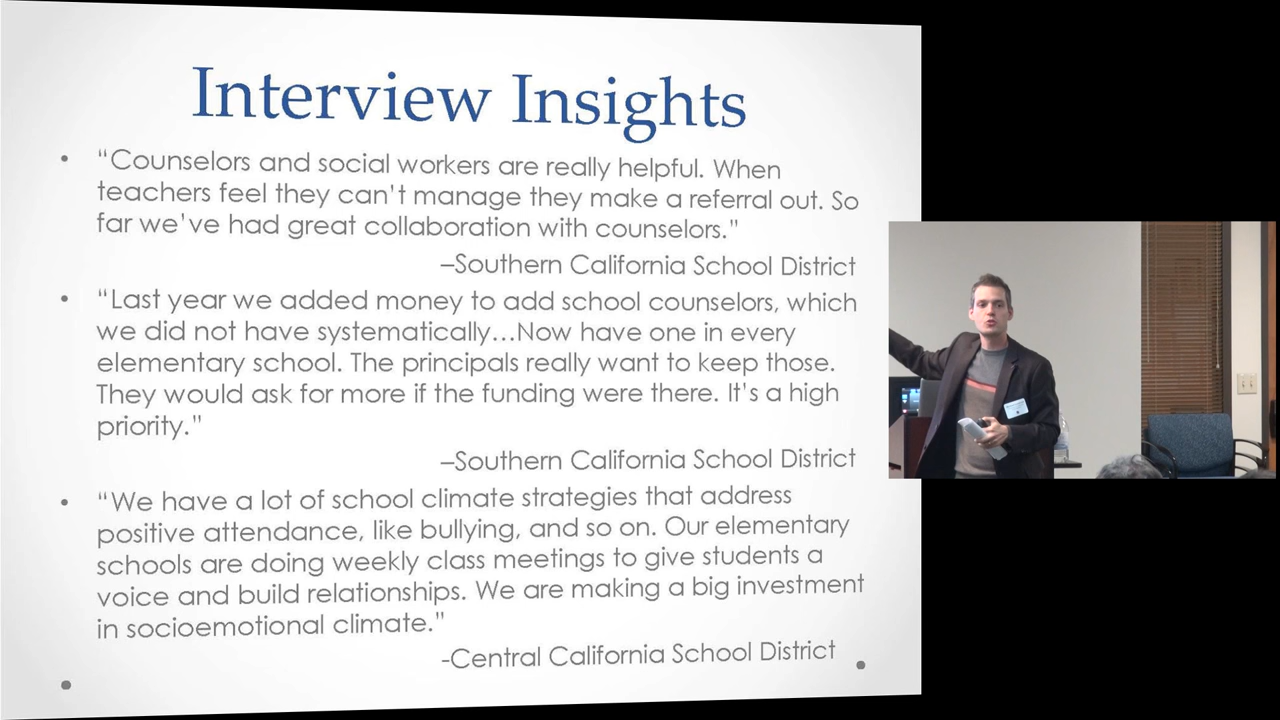 Interview Insights
• “Counselors and social workers are really helpful. When
teachers feel they can’t manage they make a referral out. So
far we’ve had great collaboration with counselors.”
–Southern California School District
• “Last year we added money to add school counselors, which
we did not have systematically…Now have one in every
elementary school. The principals really want to keep those.
They would ask for more if the funding were there. It’s a high
priority.”
–Southern California School District
• “We have a lot of school climate strategies that address
positive attendance, like bullying, and so on. Our elementary
schools are doing weekly class meetings to give students a
voice and build relationships. We are making a big investment
in socioemotional climate.”
-Central California School District